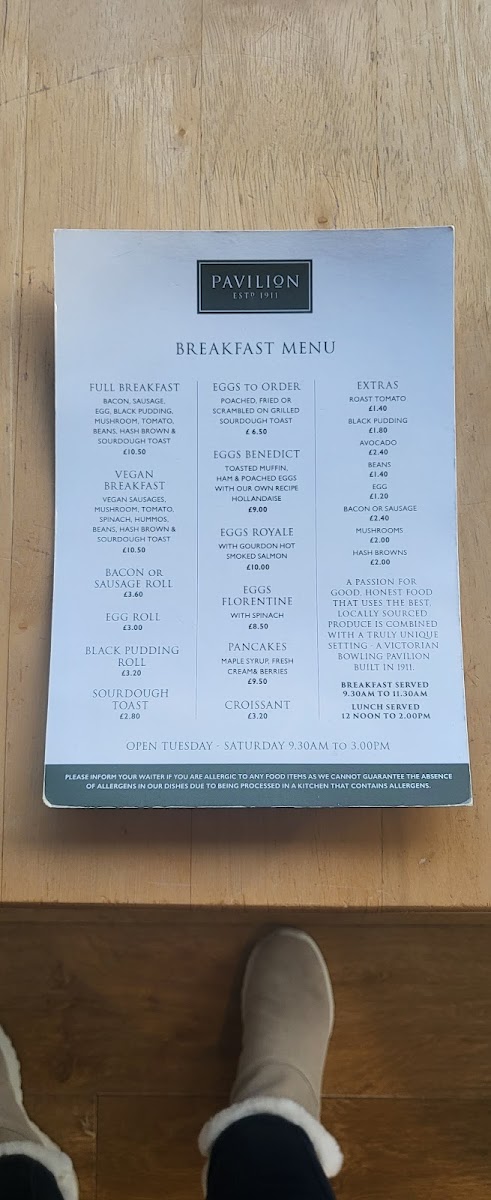 PAVILION
ESTD 1911
BREAKFAST MENU
FULL BREAKFAST
BACON, SAUSAGE,
EGG, BLACK PUDDING,
MUSHROOM, TOMATO,
BEANS, HASH BROWN &
SOURDOUGH TOAST
£10.50
VEGAN
BREAKFAST
VEGAN SAUSAGES,
MUSHROOM, TOMATO,
SPINACH, HUMMOS,
BEANS, HASH BROWN &
SOURDOUGH TOAST
£10.50
BACON OR
SAUSAGE ROLL
£3.60
EGG ROLL
£3.00
BLACK PUDDING
ROLL
£3.20
SOURDOUGH
TOAST
£2.80
EGGS TO ORDER
POACHED, FRIED OR
SCRAMBLED ON GRILLED
SOURDOUGH TOAST
£ 6.50
EGGS BENEDICT
TOASTED MUFFIN,
HAM & POACHED EGGS
WITH OUR OWN RECIPE
HOLLANDAISE
£9.00
EGGS ROYALE
WITH GOURDON HOT
SMOKED SALMON
£10.00
EGGS
FLORENTINE
WITH SPINACH
£8.50
PANCAKES
MAPLE SYRUP, FRESH
CREAM& BERRIES
£9.50
CROISSANT
£3.20
EXTRAS
ROAST TOMATO
£1.40
BLACK PUDDING
£1.80
AVOCADO
£2.40
BEANS
£1.40
EGG
£1.20
BACON OR SAUSAGE
£2.40
MUSHROOMS
£2.00
HASH BROWNS
£2.00
A PASSION FOR
GOOD, HONEST FOOD
THAT USES THE BEST,
LOCALLY SOURCED
PRODUCE IS COMBINED
WITH A TRULY UNIQUE
SETTING - A VICTORIAN
BOWLING PAVILION
BUILT IN 1911.
BREAKFAST SERVED
9.30AM TO 11.30AM
LUNCH SERVED
12 NOON TO 2.00PM
OPEN TUESDAY - SATURDAY 9.30AM TO 3.00PM
PLEASE INFORM YOUR WAITER IF YOU ARE ALLERGIC TO ANY FOOD ITEMS AS WE CANNOT GUARANTEE THE ABSENCE
OF ALLERGENS IN OUR DISHES DUE TO BEING PROCESSED IN A KITCHEN THAT CONTAINS ALLERGENS.